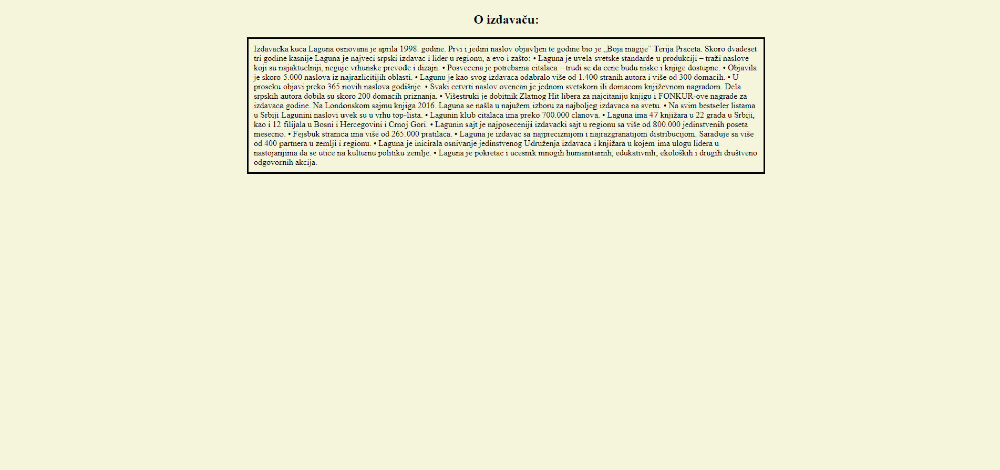 O izdavaču:
Izdavacka kuca Laguna osnovana je aprila 1998. godine. Prvi i jedini naslov objavljen te godine bio je „Boja magije“ Terija Praceta. Skoro dvadeset
tri godine kasnije Laguna je najveci srpski izdavac i lider u regionu, a evo i zašto: • Laguna je uvela svetske standarde u produkciji – traži naslove
koji su najaktuelniji, neguje vrhunske prevode i dizajn. • Posvecena je potrebama citalaca – trudi se da cene budu niske i knjige dostupne. • Objavila
je skoro 5.000 naslova iz najrazlicitijih oblasti. • Lagunu je kao svog izdavaca odabralo više od 1.400 stranih autora i više od 300 domacih. • U
proseku objavi preko 365 novih naslova godišnje. • Svaki cetvrti naslov ovencan je jednom svetskom ili domacom književnom nagradom. Dela
srpskih autora dobila su skoro 200 domacih priznanja. • Višestruki je dobitnik Zlatnog Hit libera za najcitaniju knjigu i FONKUR-ove nagrade za
izdavaca godine. Na Londonskom sajmu knjiga 2016. Laguna se našla u najužem izboru za najboljeg izdavaca na svetu. • Na svim bestseler listama
u Srbiji Lagunini naslovi uvek su u vrhu top-lista. • Lagunin klub citalaca ima preko 700.000 clanova. • Laguna ima 47 knjižara u 22 grada u Srbiji,
kao i 12 filijala u Bosni i Hercegovini i Crnoj Gori. • Lagunin sajt je najposeceniji izdavacki sajt u regionu sa više od 800.000 jedinstvenih poseta
mesecno. • Fejsbuk stranica ima više od 265.000 pratilaca. • Laguna je izdavac sa najpreciznijom i najrazgranatijom distribucijom. Saraduje sa više
od 400 partnera u zemlji i regionu. • Laguna je inicirala osnivanje jedinstvenog Udruženja izdavaca i knjižara u kojem ima ulogu lidera u
nastojanjima da se utice na kulturnu politiku zemlje. • Laguna je pokretac i ucesnik mnogih humanitarnih, edukativnih, ekoloških i drugih društveno
odgovornih akcija.